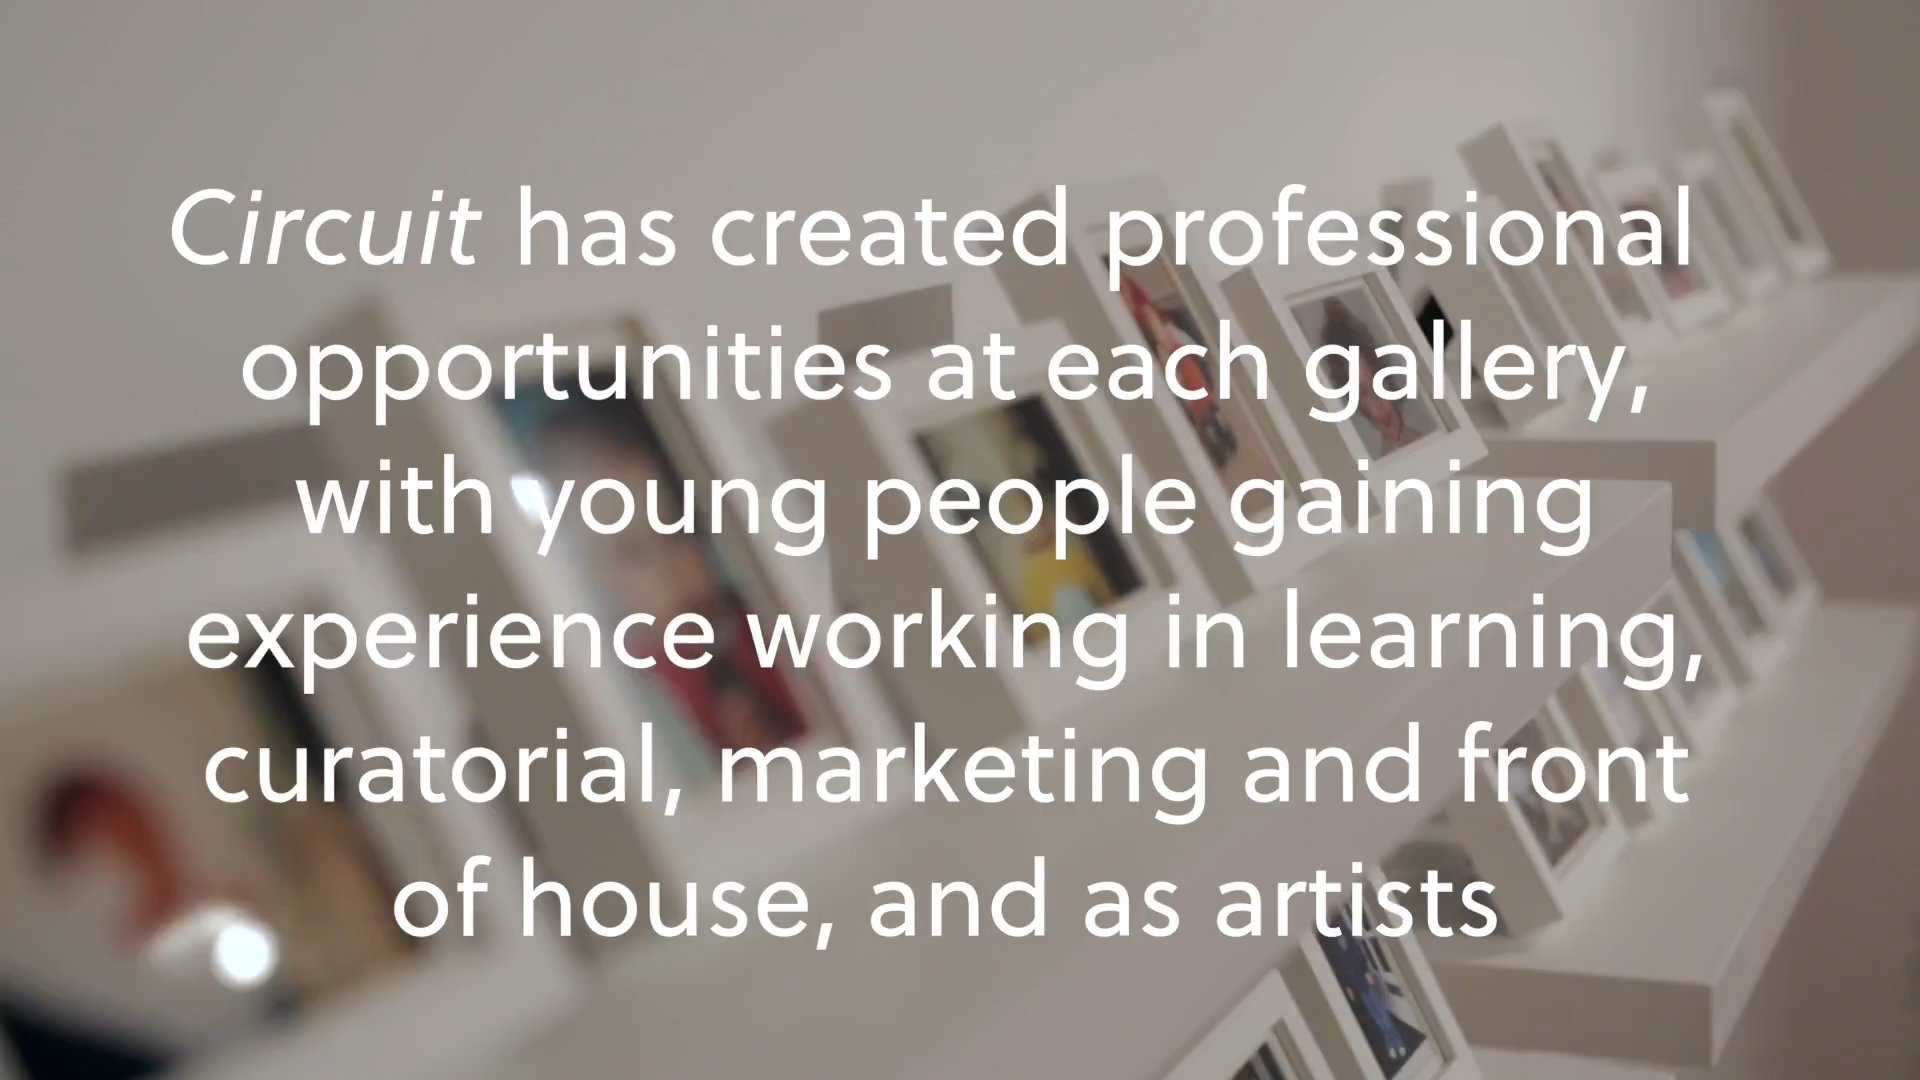 Circuit has created professional
opportunities at each gallery,
with young people gaining
experience working in learning,
curatorial, marketing and front
of house, and as artists